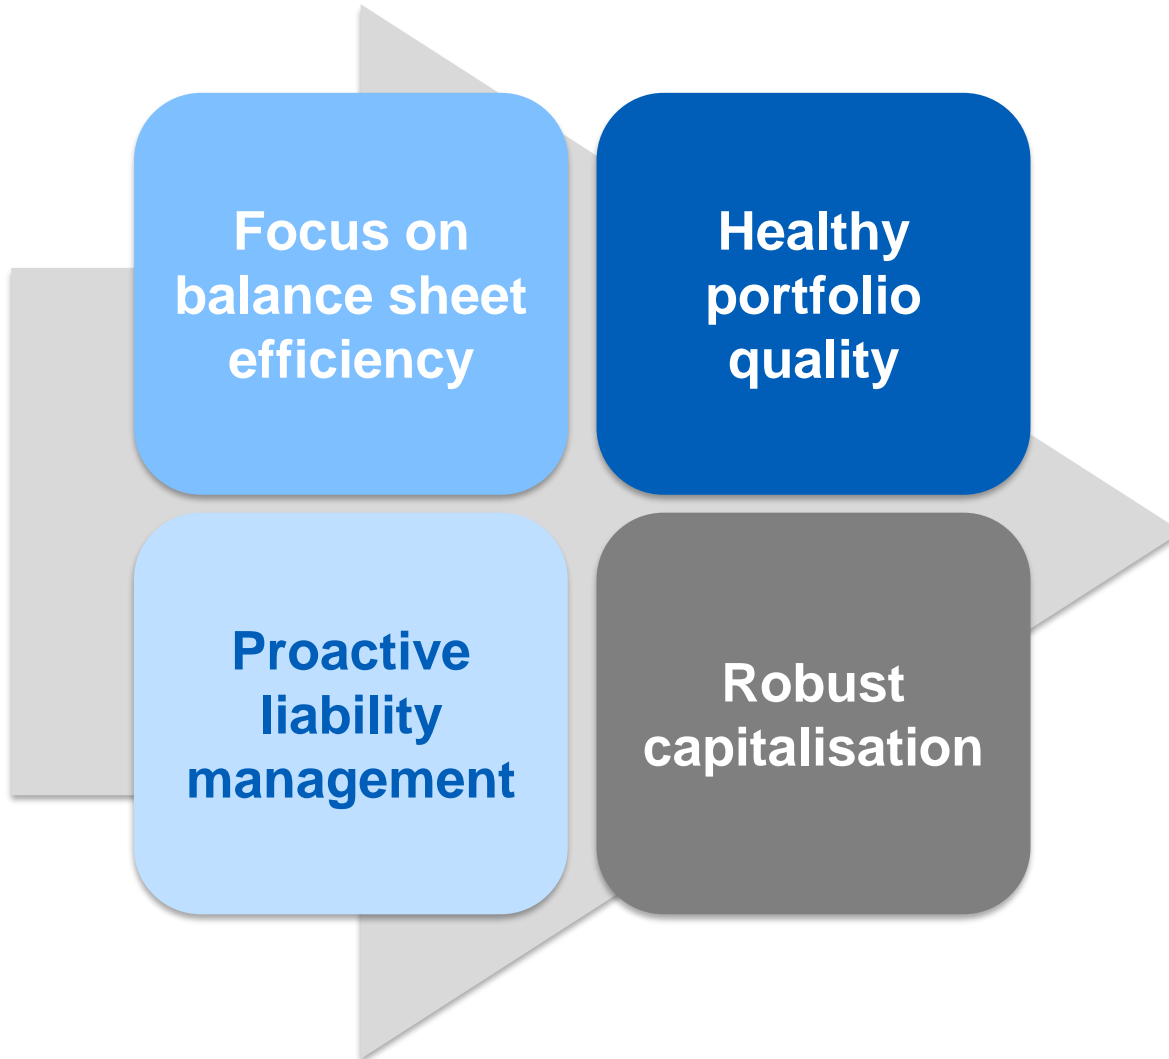 Focus on
balance sheet
efficiency
Healthy
portfolio
quality
Proactive
liability
management
Robust
capitalisation